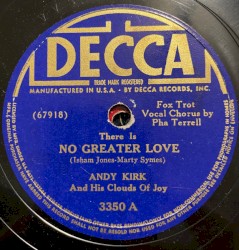 DECCA
TRADE MARK REGISTERED
MANUFACTURED IN U.S.A. - BY DECCA RECORDS, INC.
(67918)
Fox Trot
Vocal Chorus by
Pha Terrell
There Is
NO GREATER LOVE
(Isham Jones-Marty Symes)
ANDY KIRK
And His Clouds Of Joy
3350 A